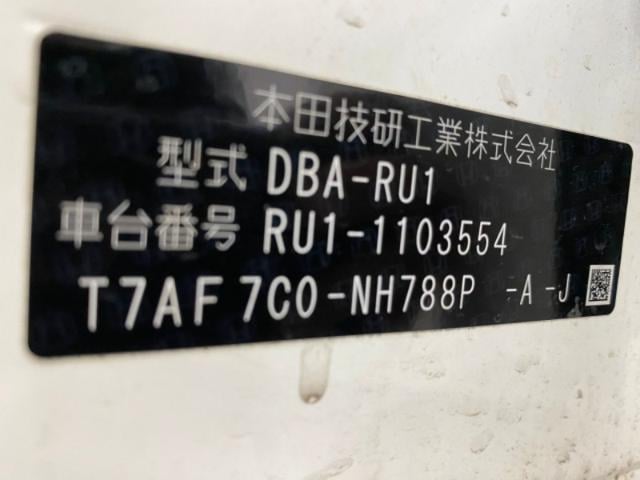 本田技研工業株式会社
型式 DBA-RU1
車台番号 RU1-1103554
T7AF 7C0-NH788P -A -J